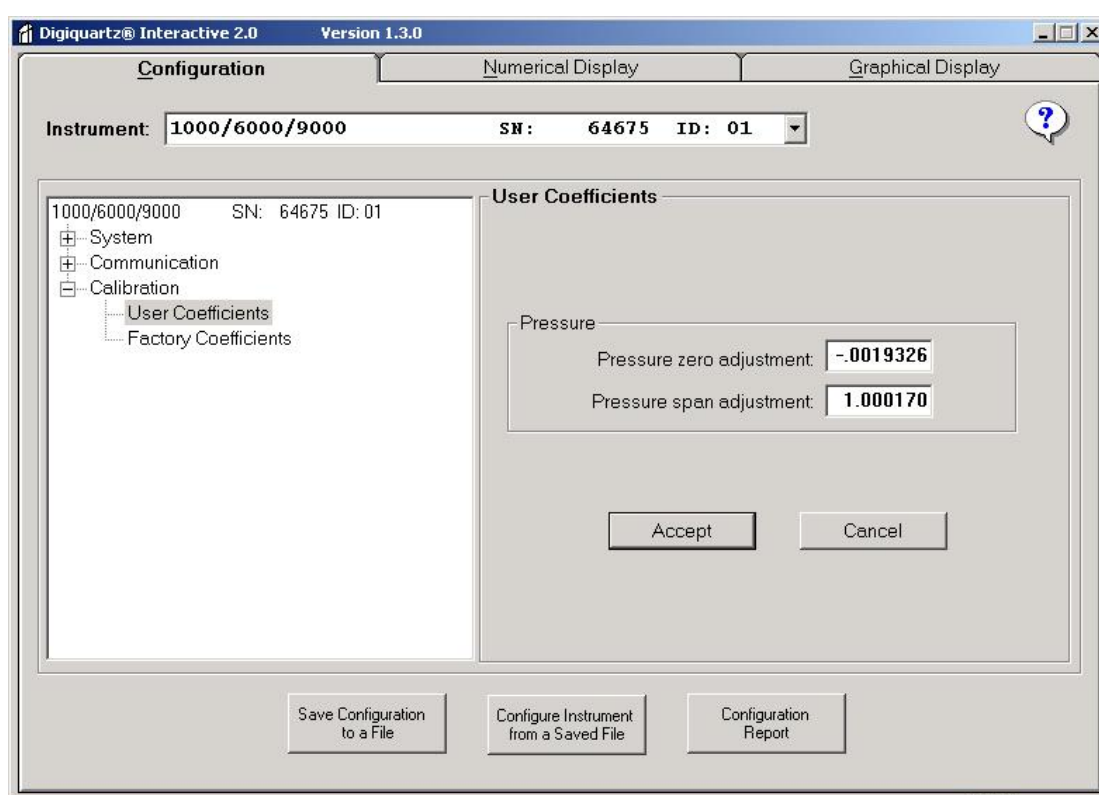 Digiquartz® Interactive 2.0 Version 1.3.0
Configuration Numerical Display Graphical Display
Instrument: 1000/6000/9000 SN: 64675 ID: 01
?
1000/6000/9000 SN: 64675 ID: 01
System
Communication
Calibration
User Coefficients
Factory Coefficients
User Coefficients
Pressure
Pressure zero adjustment: -.0019326
Pressure span adjustment: 1.000170
Accept Cancel
Save Configuration
to a File
Configure Instrument
from a Saved File
Configuration
Report